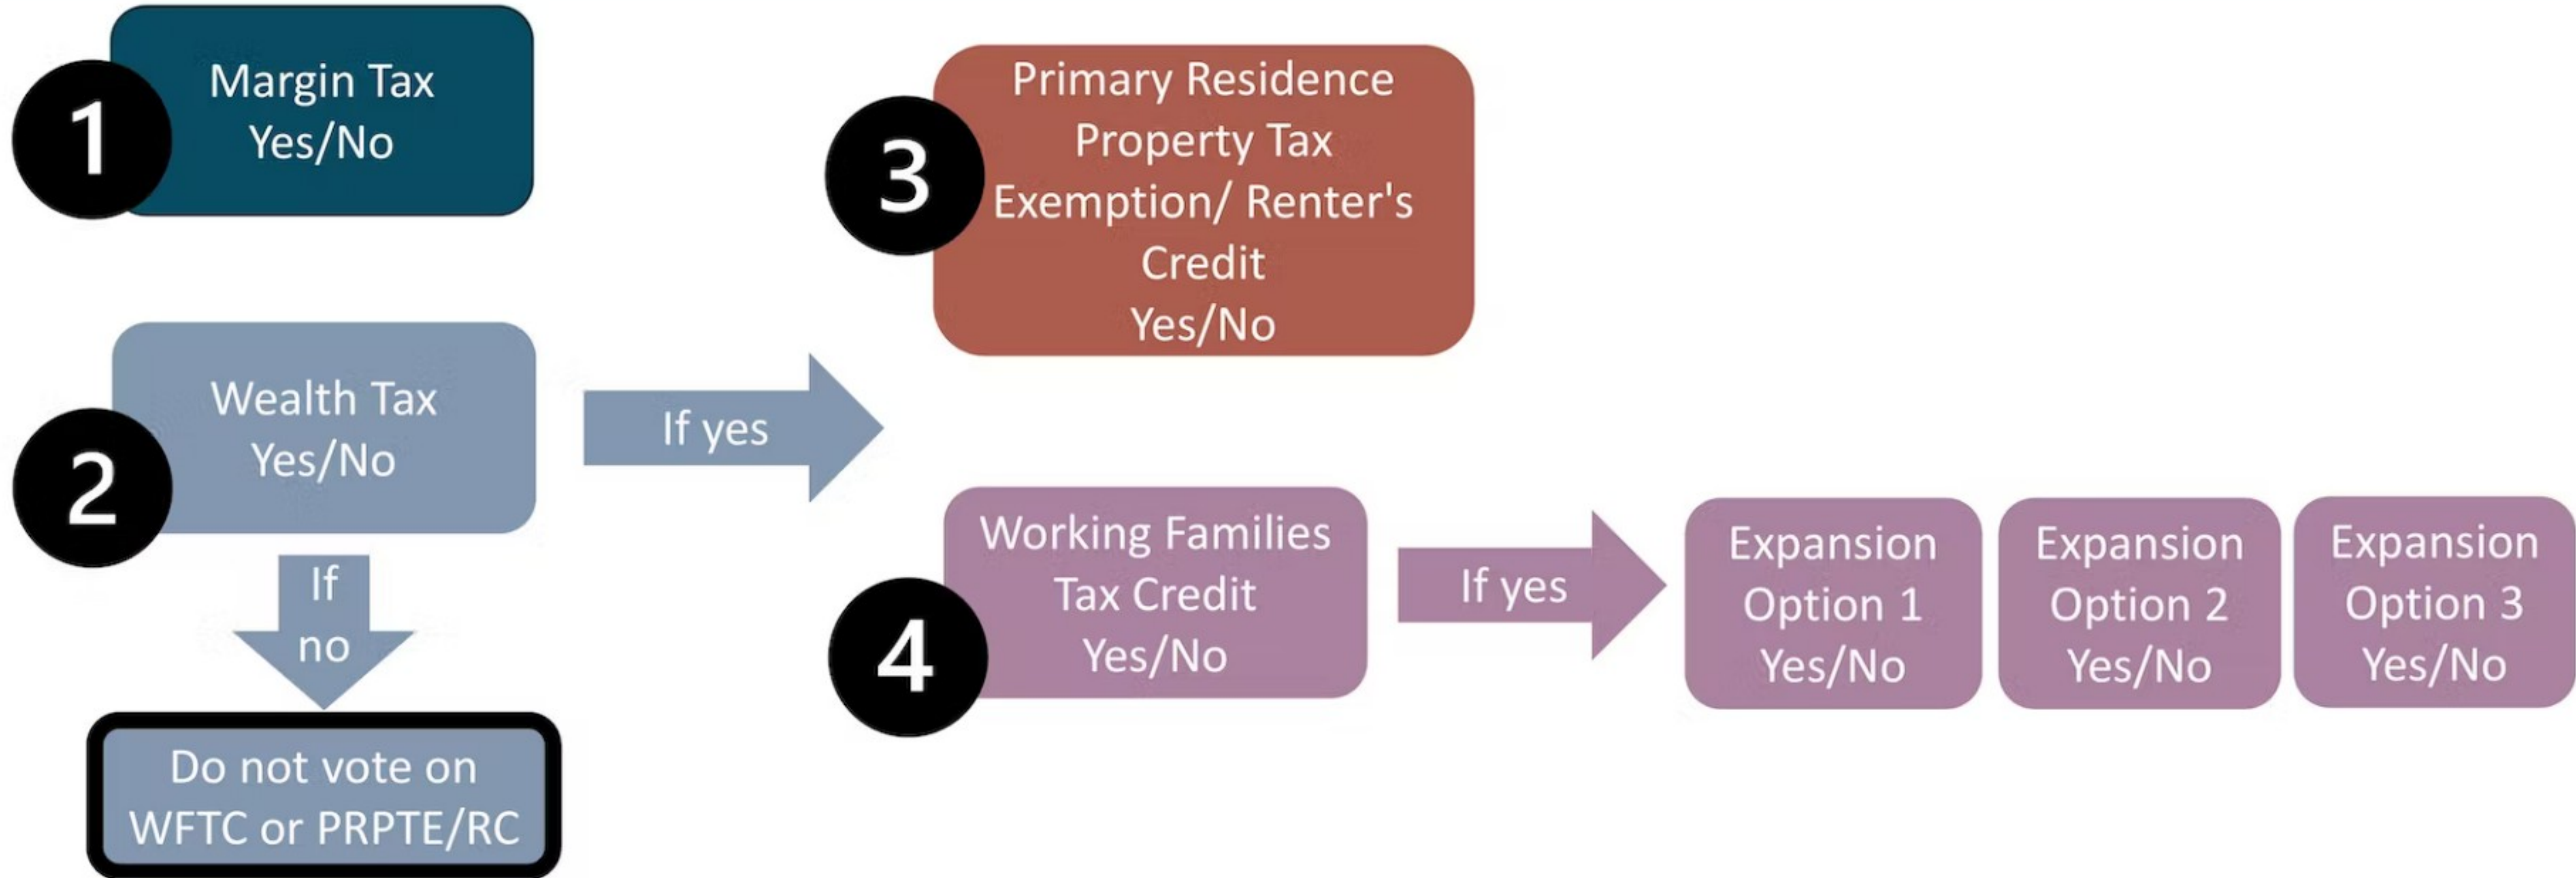 1
Margin Tax
Yes/No
2
Wealth Tax
Yes/No
If
no
Do not vote on
WFTC or PRPTE/RC
If yes
3
Primary Residence
Property Tax
Exemption/ Renter's
Credit
Yes/No
4
Working Families
Tax Credit
Yes/No
If yes
Expansion
Option 1
Yes/No
Expansion
Option 2
Yes/No
Expansion
Option 3
Yes/No